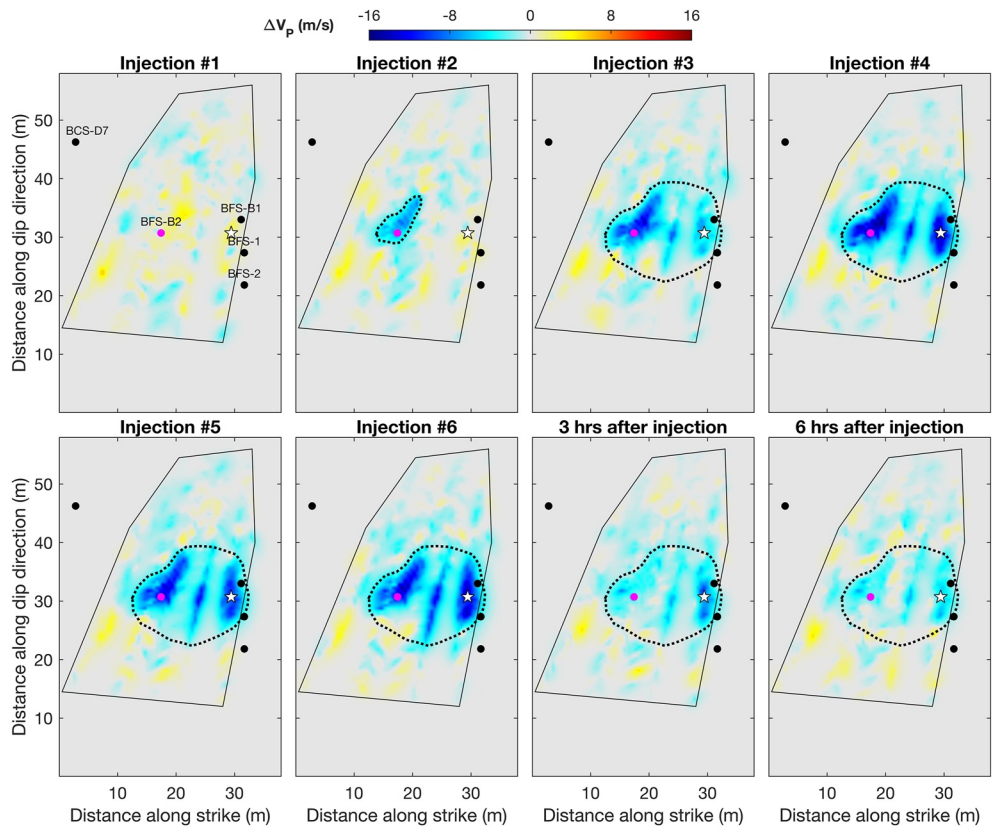 ΔVP (m/s)
-16 -8 0 8 16
Injection #1 Injection #2 Injection #3 Injection #4
Distance along dip direction (m)
50
40
30
20
10
BCS-D7
BFS-B1
BFS-B2
BFS-1
BFS-2
Injection #5 Injection #6 3 hrs after injection 6 hrs after injection
Distance along dip direction (m)
50
40
30
20
10
10 20 30 10 20 30 10 20 30 10 20 30
Distance along strike (m) Distance along strike (m) Distance along strike (m) Distance along strike (m)